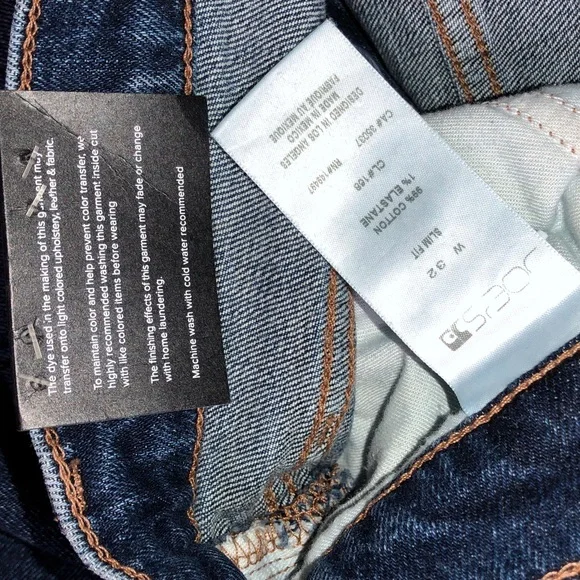 The dye used in the making of this garment may
transfer onto light colored upholstery, leather & fabric.
To maintain color and help prevent color transfer, we
highly recommended washing this garment inside out
with like colored items before wearing
The finishing effects of this garment may fade or change
with home laundering.
Machine wash with cold water recommended
JOE'S
W 32
SLIM FIT
99% COTTON
1% ELASTANE
CL# 108
RN#
CA#
DESIGNED IN LOS ANGELES
MADE IN MEXICO
FABRIQUE AU MEXIQUE